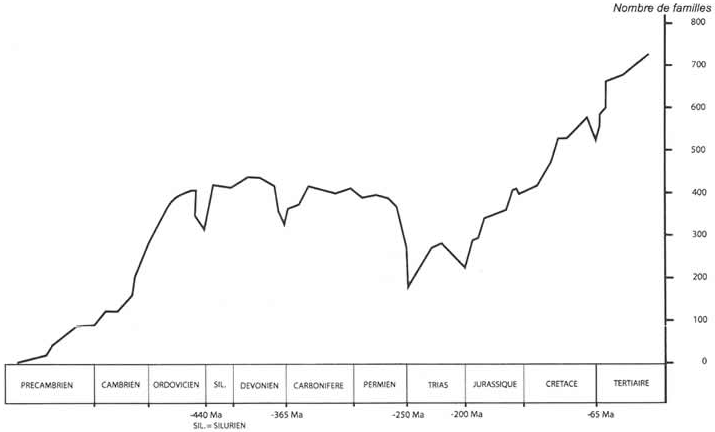 Nombre de familles
800
700
600
500
400
300
200
100
0
PRECAMBRIEN CAMBRIEN ORDOVICIEN SIL. DEVONIEN CARBONIFERE PERMIEN TRIAS JURASSIQUE CRETACE TERTIAIRE
-440 Ma -365 Ma -250 Ma -200 Ma -65 Ma
SIL. = SILURIEN